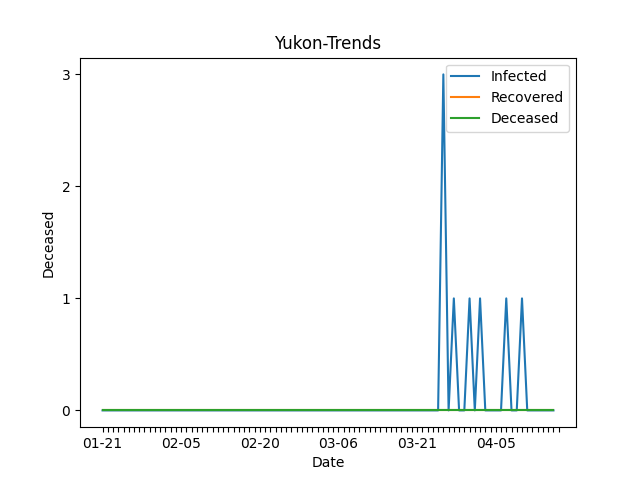 Yukon-Trends
Infected
Recovered
Deceased
3
2
1
0
Deceased
01-21 02-05 02-20 03-06 03-21 04-05
Date